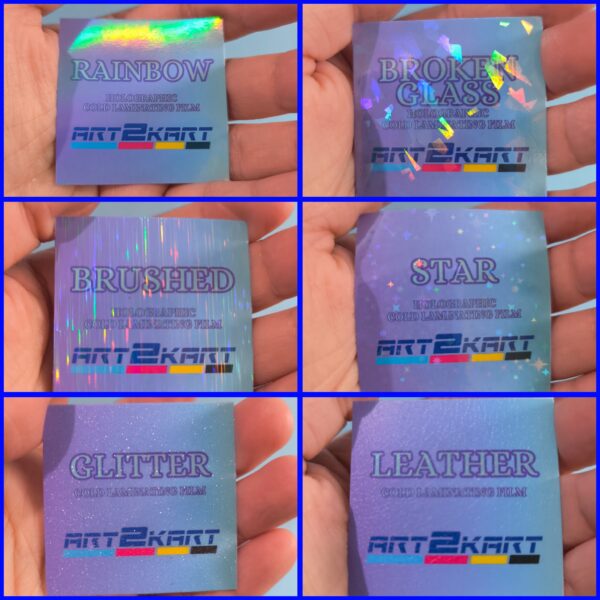 RAINBOW
HOLOGRAPHIC
COLD LAMINATING FILM
ART2KART
BROKEN
GLASS
HOLOGRAPHIC
COLD LAMINATING FILM
ART2KART
BRUSHED
HOLOGRAPHIC
COLD LAMINATING FILM
ART2KART
STAR
HOLOGRAPHIC
COLD LAMINATING FILM
ART2KART
GLITTER
COLD LAMINATING FILM
ART2KART
LEATHER
COLD LAMINATING FILM
ART2KART